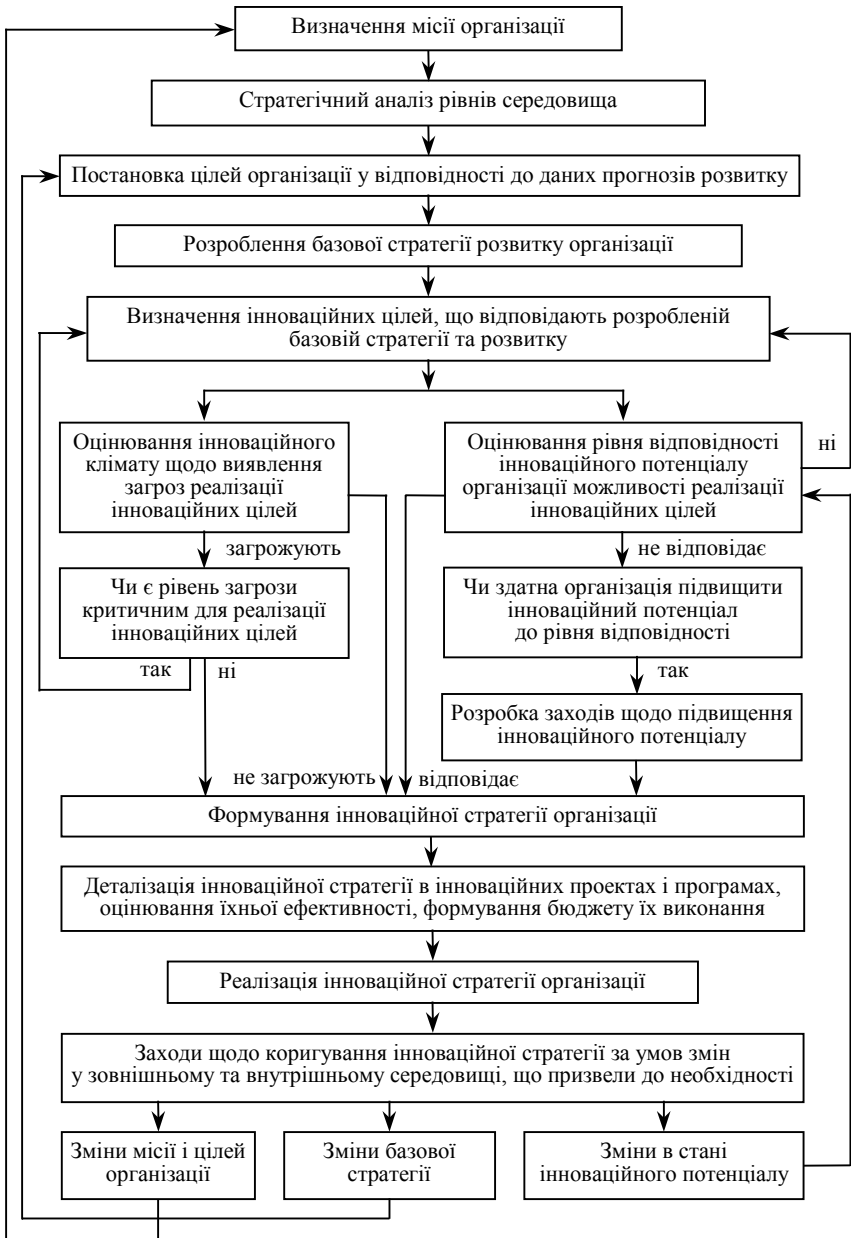 Визначення місії організації
Стратегічний аналіз рівнів середовища
Постановка цілей організації у відповідності до даних прогнозів розвитку
Розроблення базової стратегії розвитку організації
Визначення інноваційних цілей, що відповідають розробленій
базовій стратегії та розвитку
Оцінювання інноваційного
клімату щодо виявлення
загроз реалізації
інноваційних цілей
Оцінювання рівня відповідності
інноваційного потенціалу
організації можливості реалізації
інноваційних цілей
ні
загрожують
не відповідає
Чи є рівень загрози
критичним для реалізації
інноваційних цілей
Чи здатна організація підвищити
інноваційний потенціал
до рівня відповідності
так
ні
так
Розробка заходів щодо підвищення
інноваційного потенціалу
не загрожують
відповідає
Формування інноваційної стратегії організації
Деталізація інноваційної стратегії в інноваційних проектах і програмах,
оцінювання їхньої ефективності, формування бюджету їх виконання
Реалізація інноваційної стратегії організації
Заходи щодо коригування інноваційної стратегії за умов змін
у зовнішньому та внутрішньому середовищі, що призвели до необхідності
Зміни місії і цілей
організації
Зміни базової
стратегії
Зміни в стані
інноваційного потенціалу